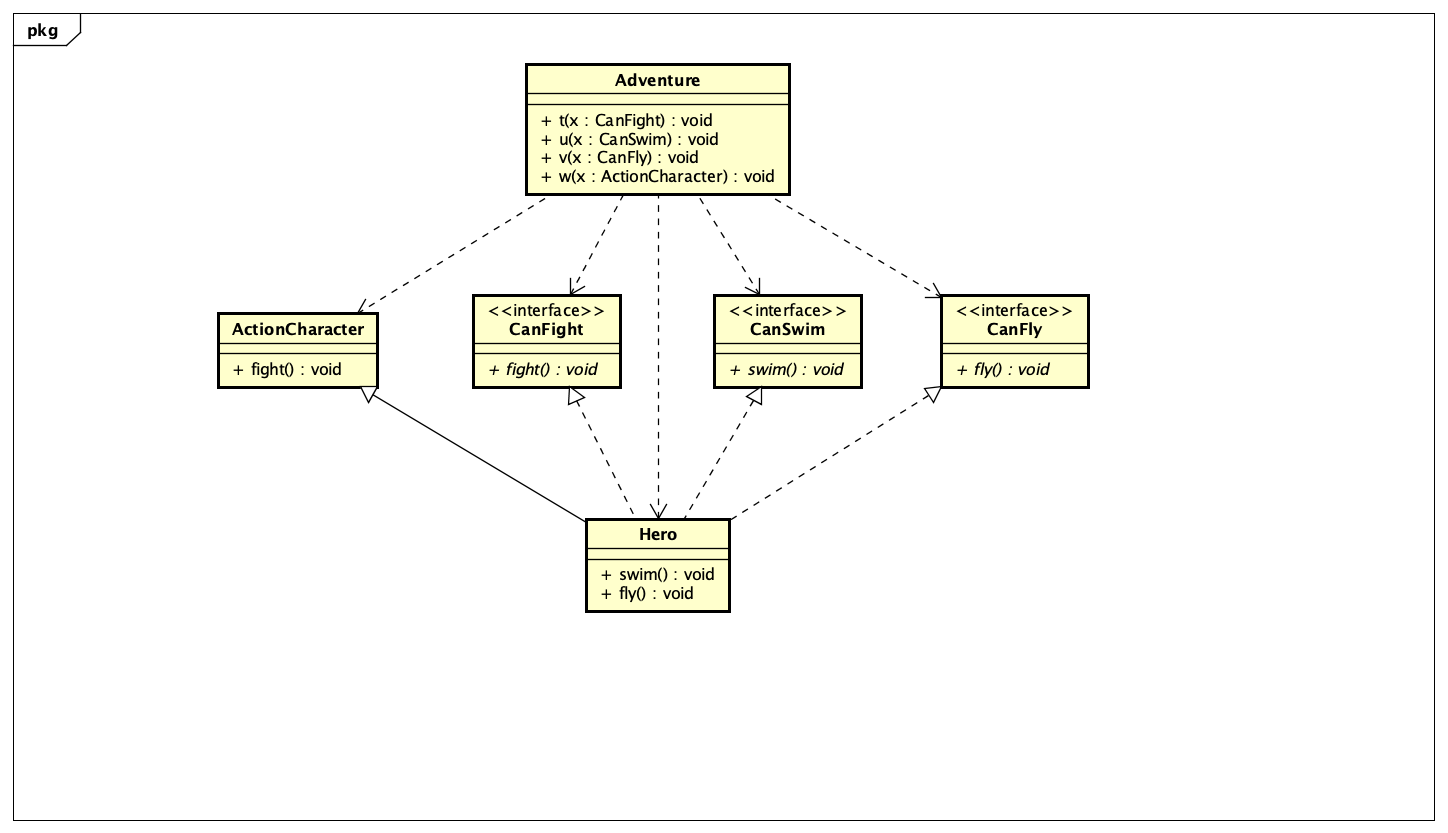 pkg
Adventure
+ t(x : CanFight) : void
+ u(x : CanSwim) : void
+ v(x : CanFly) : void
+ w(x : ActionCharacter) : void
ActionCharacter
+ fight() : void
<<interface>>
CanFight
+ fight() : void
<<interface>>
CanSwim
+ swim() : void
<<interface>>
CanFly
+ fly() : void
Hero
+ swim() : void
+ fly() : void